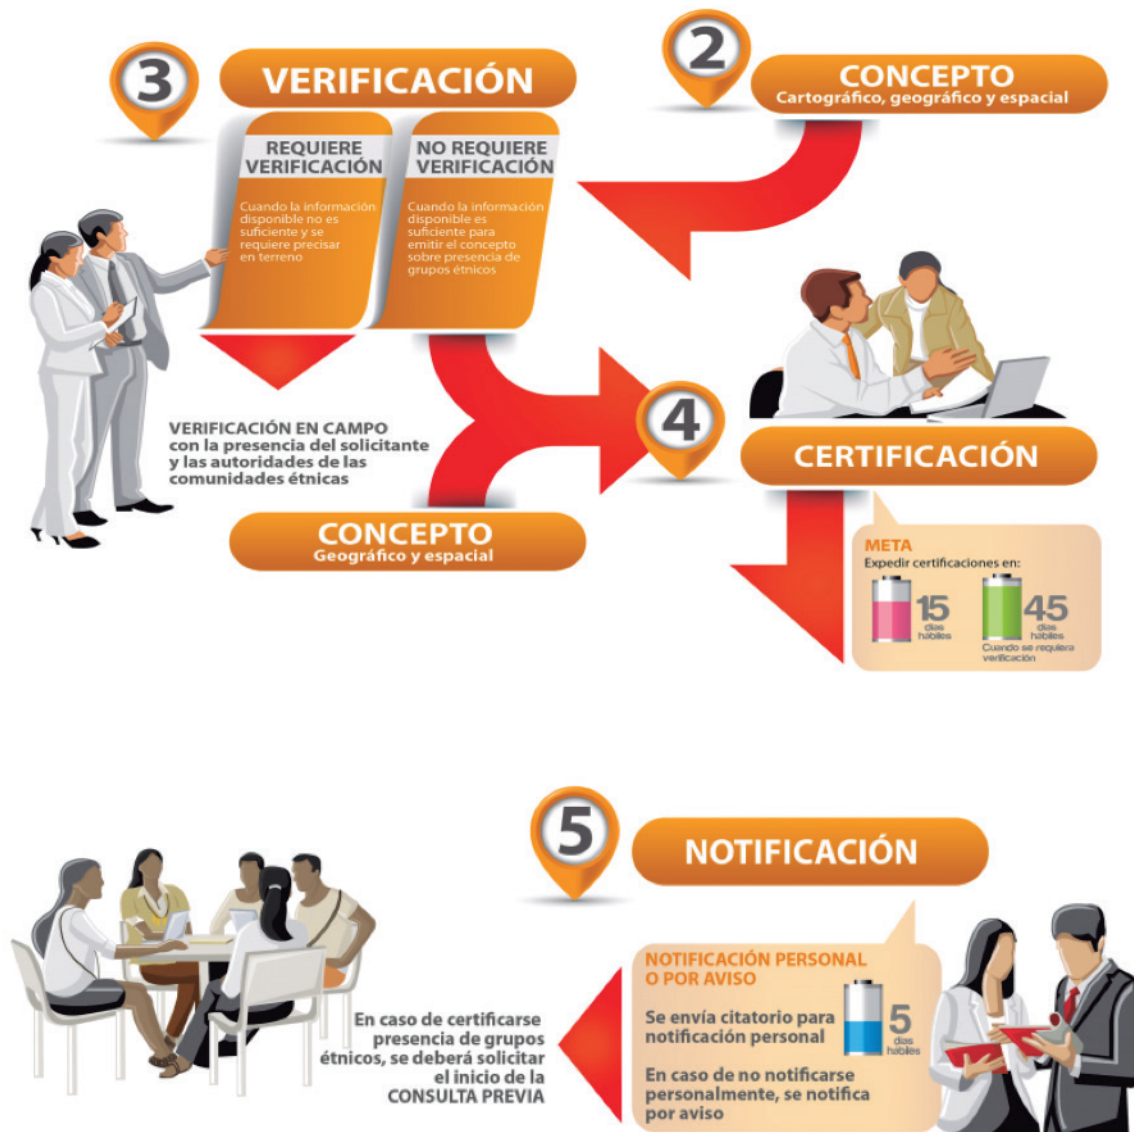 2
CONCEPTO
Cartográfico, geográfico y espacial
3
VERIFICACIÓN
REQUIERE
VERIFICACIÓN
Cuando la información
disponible no es
suficiente y se
requiere precisar
en terreno
NO REQUIERE
VERIFICACIÓN
Cuando la información
disponible es
suficiente para
emitir el concepto
sobre presencia de
grupos étnicos
VERIFICACIÓN EN CAMPO
con la presencia del solicitante
y las autoridades de las
comunidades étnicas
CONCEPTO
Geográfico y espacial
4
CERTIFICACIÓN
META
Expedir certificaciones en:
15
días
hábiles
45
días
hábiles
Cuando se requiera
verificación
5
NOTIFICACIÓN
NOTIFICACIÓN PERSONAL
O POR AVISO
Se envía citatorio para
notificación personal
5
días
hábiles
En caso de no notificarse
personalmente, se notifica
por aviso
En caso de certificarse
presencia de grupos
étnicos, se deberá solicitar
el inicio de la
CONSULTA PREVIA